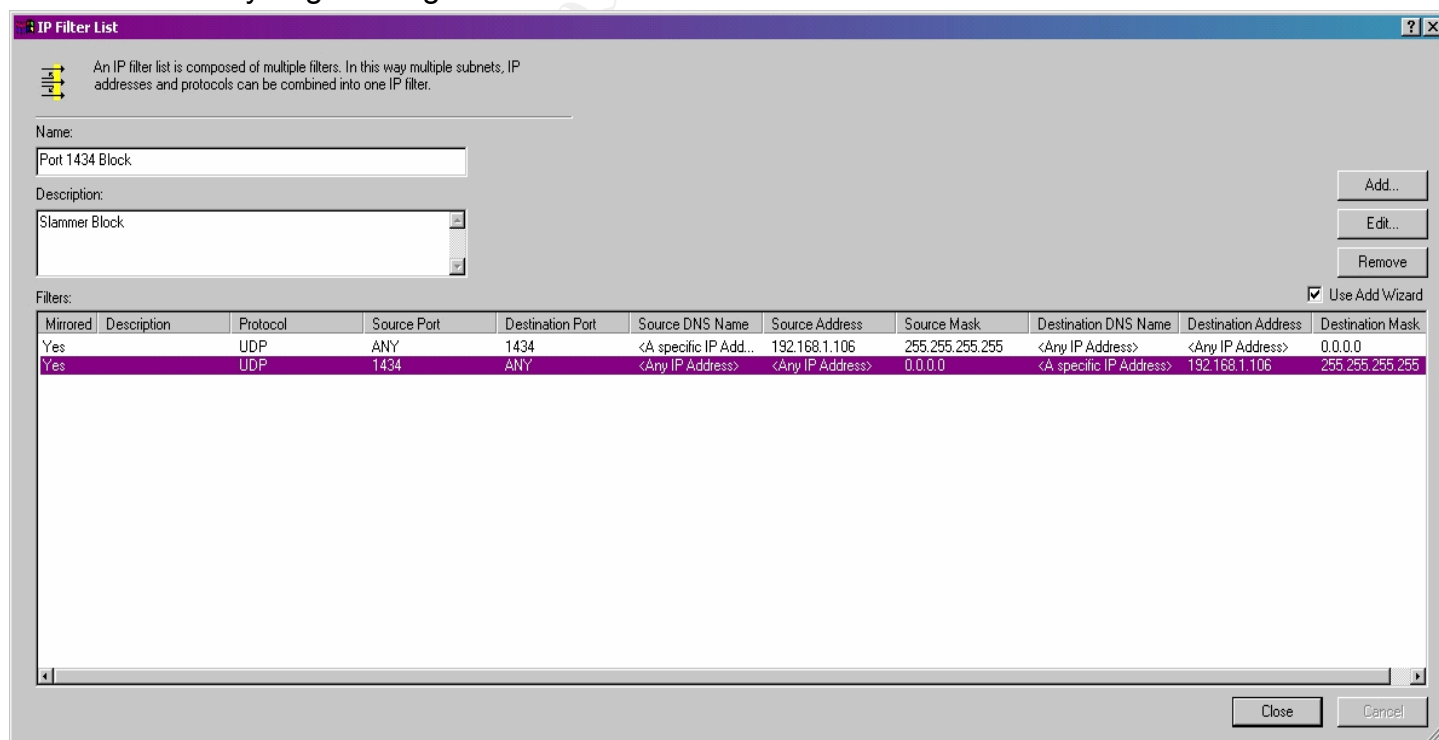 IP Filter List
An IP filter list is composed of multiple filters. In this way multiple subnets, IP
addresses and protocols can be combined into one IP filter.
Name:
Port 1434 Block
Description:
Slammer Block
Add...
Edit...
Remove
Filters:
Use Add Wizard
Mirrored Description Protocol Source Port Destination Port Source DNS Name Source Address Source Mask Destination DNS Name Destination Address Destination Mask
Yes UDP ANY 1434 <A specific IP Add... 192.168.1.106 255.255.255.255 <Any IP Address> <Any IP Address> 0.0.0.0
Yes UDP 1434 ANY <Any IP Address> <Any IP Address> 0.0.0.0 <A specific IP Address> 192.168.1.106 255.255.255.255
Close Cancel